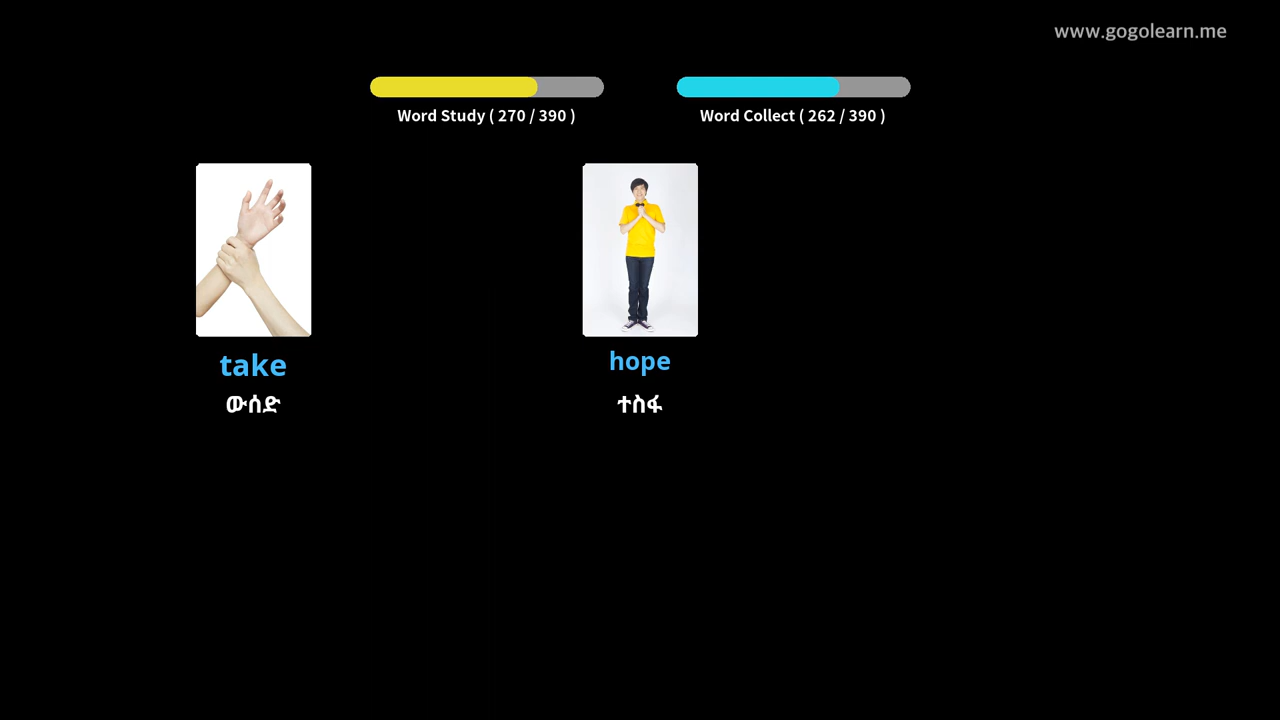 www.gogolearn.me
Word Study ( 270 / 390 )
Word Collect ( 262 / 390 )
take
hope
ውሰድ
ተስፋ